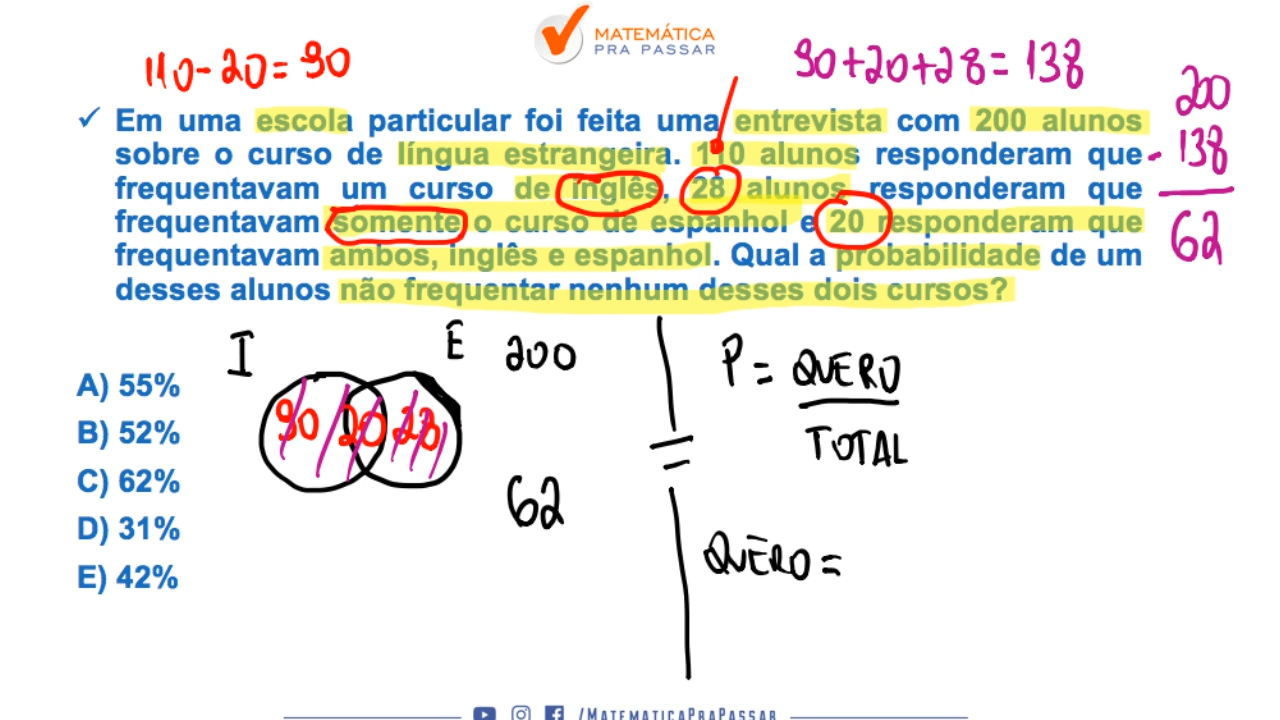 MATEMÁTICA
PRA PASSAR
110-20=90
90+20+28=138
200
-138
62
✓ Em uma escola particular foi feita uma entrevista com 200 alunos
sobre o curso de língua estrangeira. 110 alunos responderam que
frequentavam um curso de inglês, 28 alunos responderam que
frequentavam somente o curso de espanhol e 20 responderam que
frequentavam ambos, inglês e espanhol. Qual a probabilidade de um
desses alunos não frequentar nenhum desses dois cursos?
A) 55%
B) 52%
C) 62%
D) 31%
E) 42%
I E 200
90 20 28
62
P = QUERO
TOTAL
QUERO =
/MatematicaPraPassar